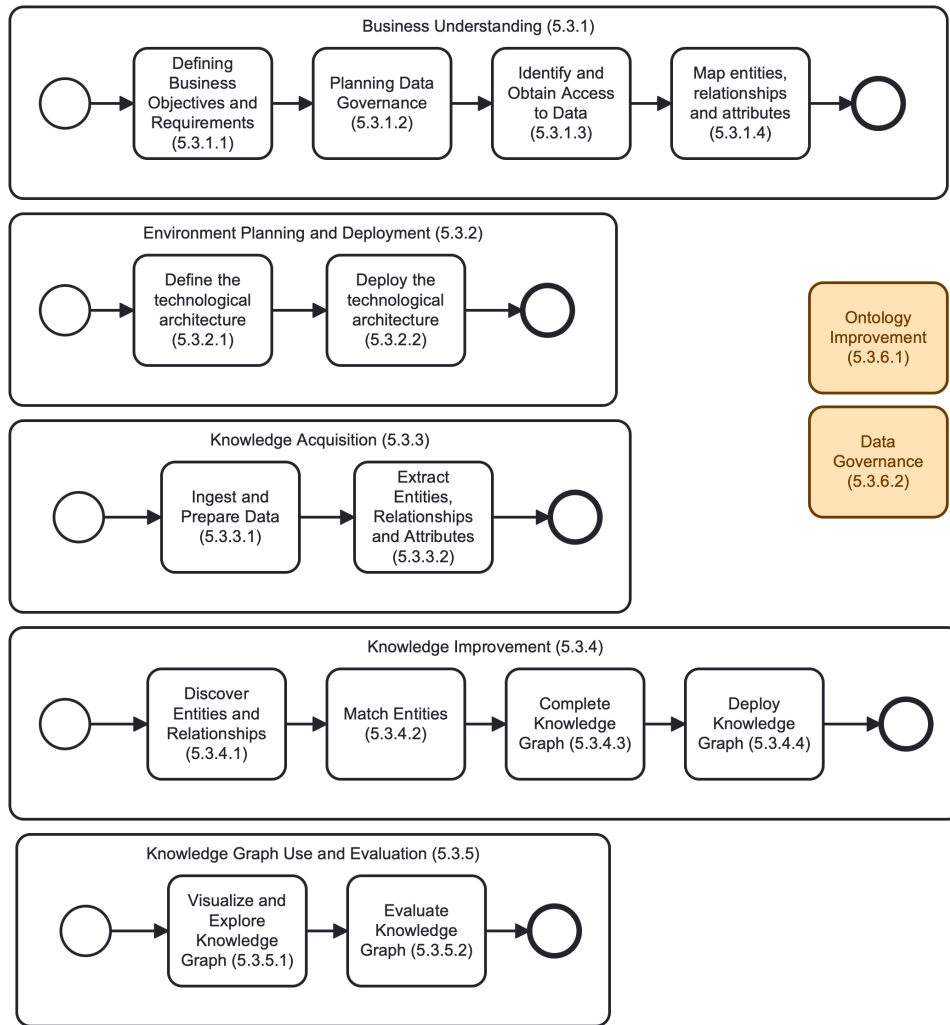 Business Understanding (5.3.1)
Defining
Business
Objectives and
Requirements
(5.3.1.1)
Planning Data
Governance
(5.3.1.2)
Identify and
Obtain Access
to Data
(5.3.1.3)
Map entities,
relationships
and attributes
(5.3.1.4)
Environment Planning and Deployment (5.3.2)
Define the
technological
architecture
(5.3.2.1)
Deploy the
technological
architecture
(5.3.2.2)
Ontology
Improvement
(5.3.6.1)
Data
Governance
(5.3.6.2)
Knowledge Acquisition (5.3.3)
Ingest and
Prepare Data
(5.3.3.1)
Extract
Entities,
Relationships
and Attributes
(5.3.3.2)
Knowledge Improvement (5.3.4)
Discover
Entities and
Relationships
(5.3.4.1)
Match Entities
(5.3.4.2)
Complete
Knowledge
Graph (5.3.4.3)
Deploy
Knowledge
Graph (5.3.4.4)
Knowledge Graph Use and Evaluation (5.3.5)
Visualize and
Explore
Knowledge
Graph (5.3.5.1)
Evaluate
Knowledge
Graph (5.3.5.2)